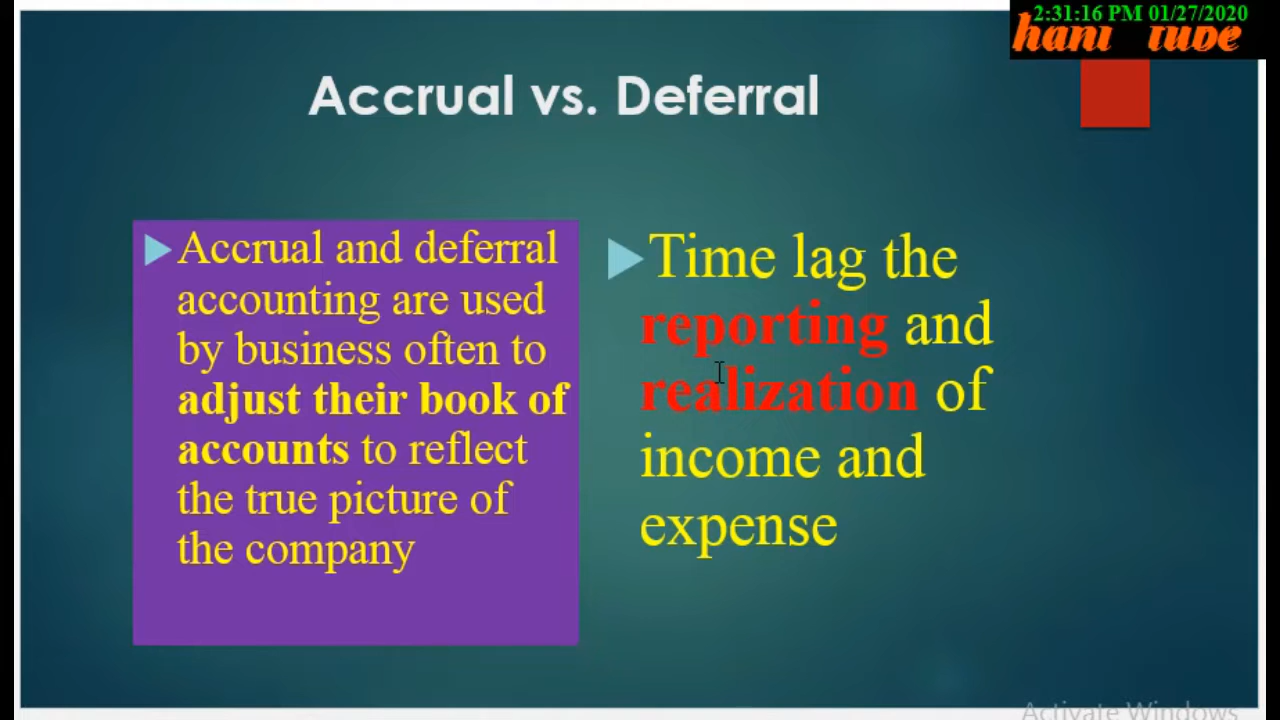 2:31:16 PM 01/27/2020
hani tube
Accrual vs. Deferral
Accrual and deferral
accounting are used
by business often to
adjust their book of
accounts to reflect
the true picture of
the company
Time lag the
reporting and
realization of
income and
expense
Activate Windows